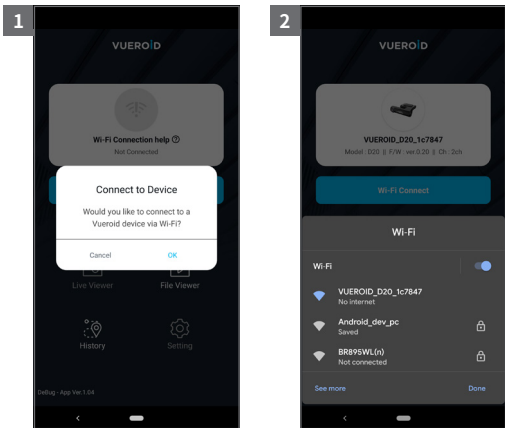 1
VUEROID
Wi-Fi Connection help ?
Not Connected
Connect to Device
Would you like to connect to a
Vueroid device via Wi-Fi?
Cancel OK
Live Viewer File Viewer
History Setting
DeBug - App Ver.1.04
2
VUEROID
VUEROID_D20_1c7847
Model : D20 || F/W : ver.0.20 || Ch : 2ch
Wi-Fi Connect
Wi-Fi
Wi-Fi
VUEROID_D20_1c7847
No internet
Android_dev_pc
Saved
BR895WL(n)
Not connected
See more Done